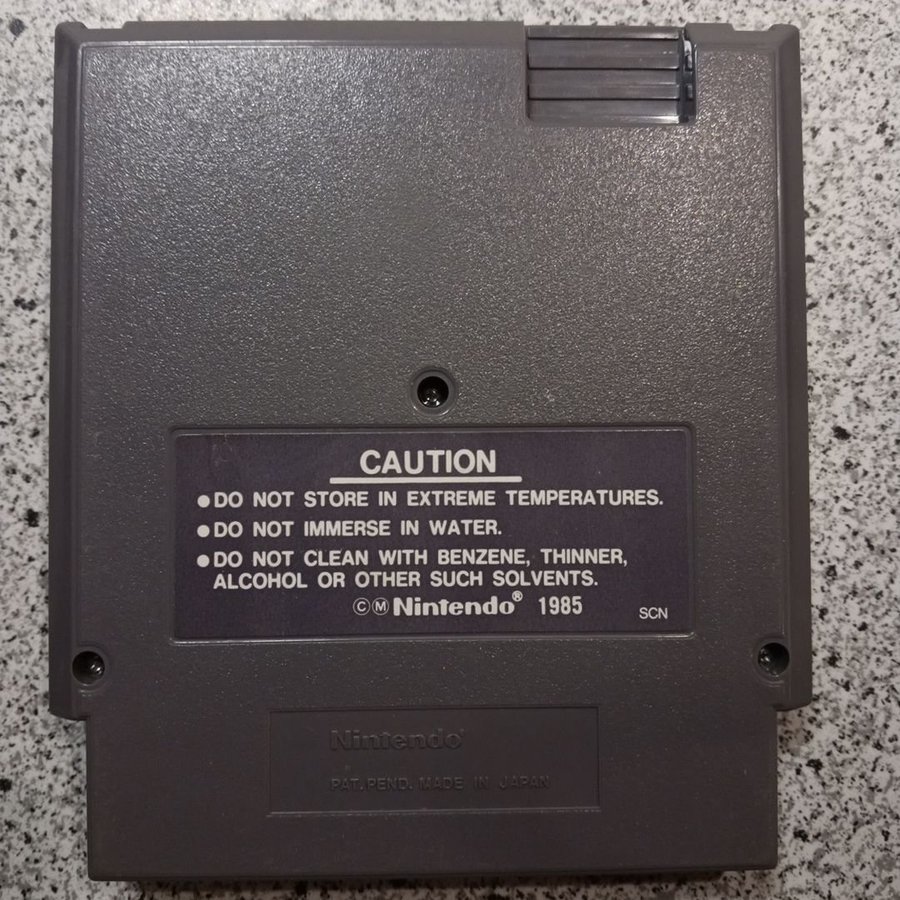 CAUTION
●DO NOT STORE IN EXTREME TEMPERATURES.
●DO NOT IMMERSE IN WATER.
●DO NOT CLEAN WITH BENZENE, THINNER,
ALCOHOL OR OTHER SUCH SOLVENTS.
ⒸⓂNintendo® 1985
SCN
Nintendo®
PAT. PEND. MADE IN JAPAN